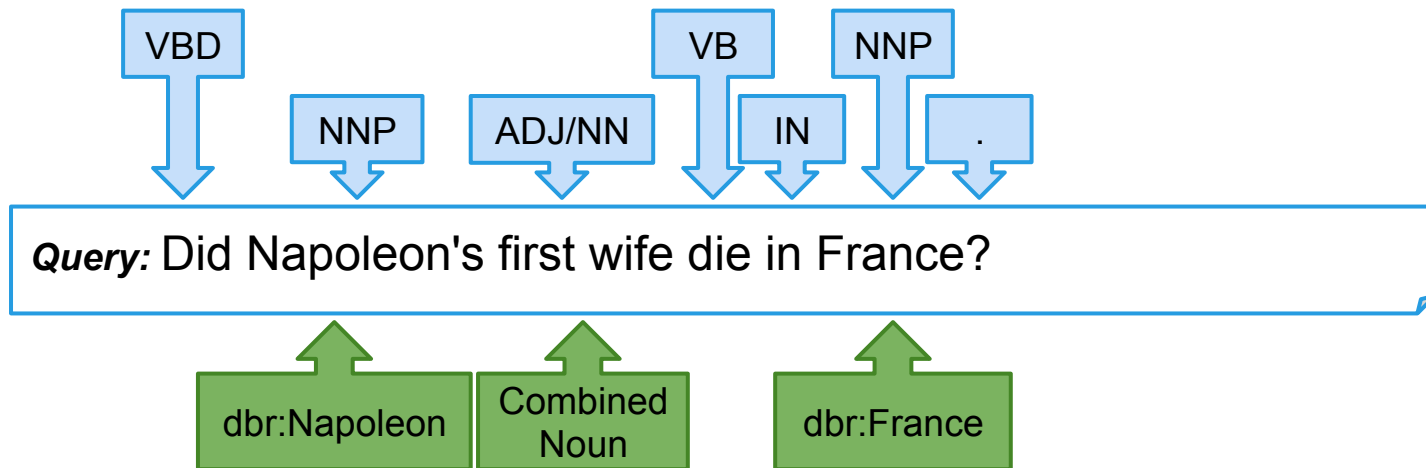 VBD VB NNP
NNP ADJ/NN IN .
Query: Did Napoleon's first wife die in France?
dbr:Napoleon Combined Noun dbr:France